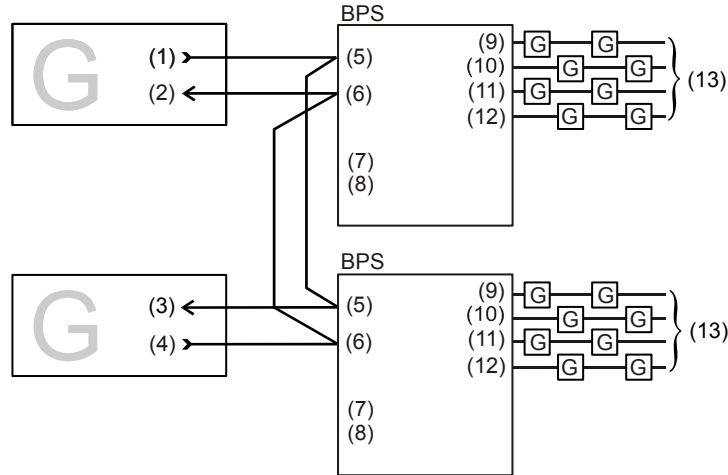 BPS
G
(1)
(2)
(5)
(6)
(7)
(8)
(9) G G
(10) G G
(11) G G
(12) G G
(13)
BPS
G
(3)
(4)
(5)
(6)
(7)
(8)
(9) G G
(10) G G
(11) G G
(12) G G
(13)